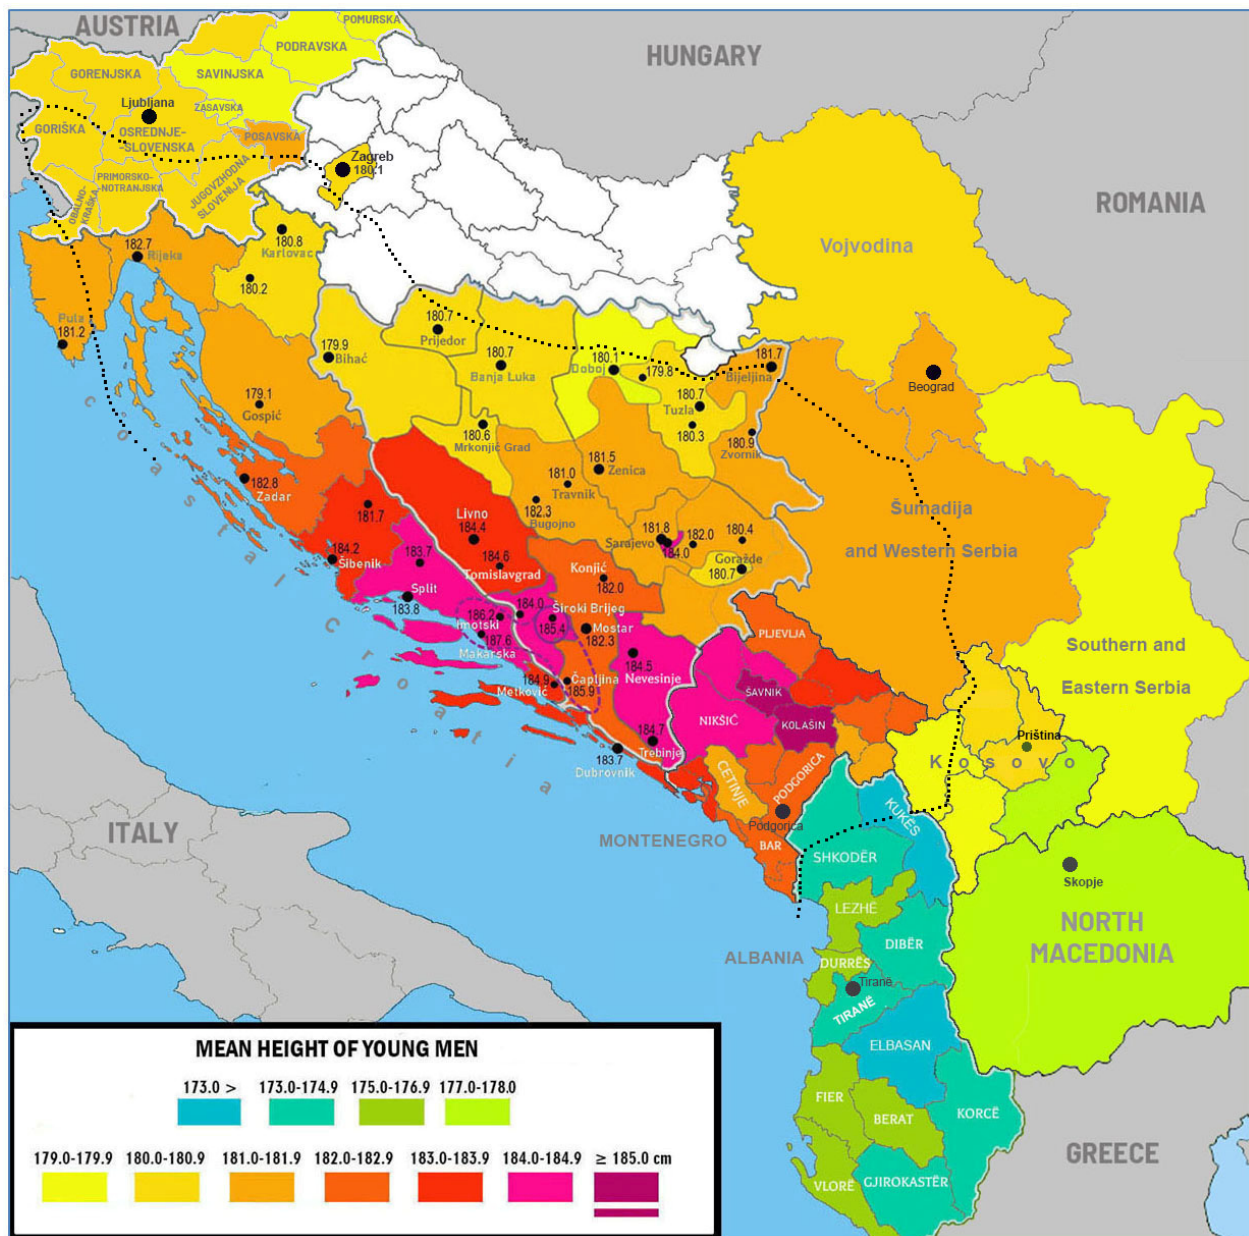 AUSTRIA
POMURSKA
PODRAVSKA
HUNGARY
GORENJSKA
SAVINJSKA
Ljubljana
ZASAVSKA
GORIŠKA
OSREDNJE-
-SLOVENSKA
POSAVSKA
Zagreb
180.1
PRIMORSKO-
NOTRANJSKA
JUGOVZHODNA
SLOVENIJA
OBALNO-
KRAŠKA
ROMANIA
180.8
Karlovac
Vojvodina
182.7
Rijeka
180.2
Pula
181.2
179.9
Bihać
180.7
Prijedor
180.7
Banja Luka
180.1
Doboj
179.8
181.7
Bijeljina
Beograd
179.1
Gospić
180.7
Tuzla
180.3
180.6
Mrkonjić Grad
180.9
Zvornik
181.5
Zenica
181.0
Travnik
182.3
Bugojno
182.8
Zadar
181.7
Livno
184.4
Šumadija
and Western Serbia
181.8
Sarajevo
184.0
182.0
180.4
Goražde
180.7
184.2
Šibenik
183.7
184.6
Tomislavgrad
Konjić
182.0
Split
183.8
186.2
Imotski
184.0
Široki Brijeg
185.4
Mostar
182.3
PLJEVLJA
187.6
Makarska
184.5
Nevesinje
Southern and
Eastern Serbia
184.9
Metković
Čapljina
185.9
ŠAVNIK
NIKŠIĆ
KOLAŠIN
184.7
Trebinje
183.7
Dubrovnik
coastal Croatia
Priština
Kosovo
CETINJE
PODGORICA
Podgorica
KUKËS
ITALY
MONTENEGRO
BAR
SHKODËR
Skopje
LEZHË
NORTH
MACEDONIA
DIBËR
ALBANIA
DURRËS
Tiranë
TIRANË
ELBASAN
FIER
BERAT
KORCË
GREECE
VLORË
GJIROKASTËR
MEAN HEIGHT OF YOUNG MEN
173.0 > 173.0-174.9 175.0-176.9 177.0-178.0
179.0-179.9 180.0-180.9 181.0-181.9 182.0-182.9 183.0-183.9 184.0-184.9 ≥ 185.0 cm